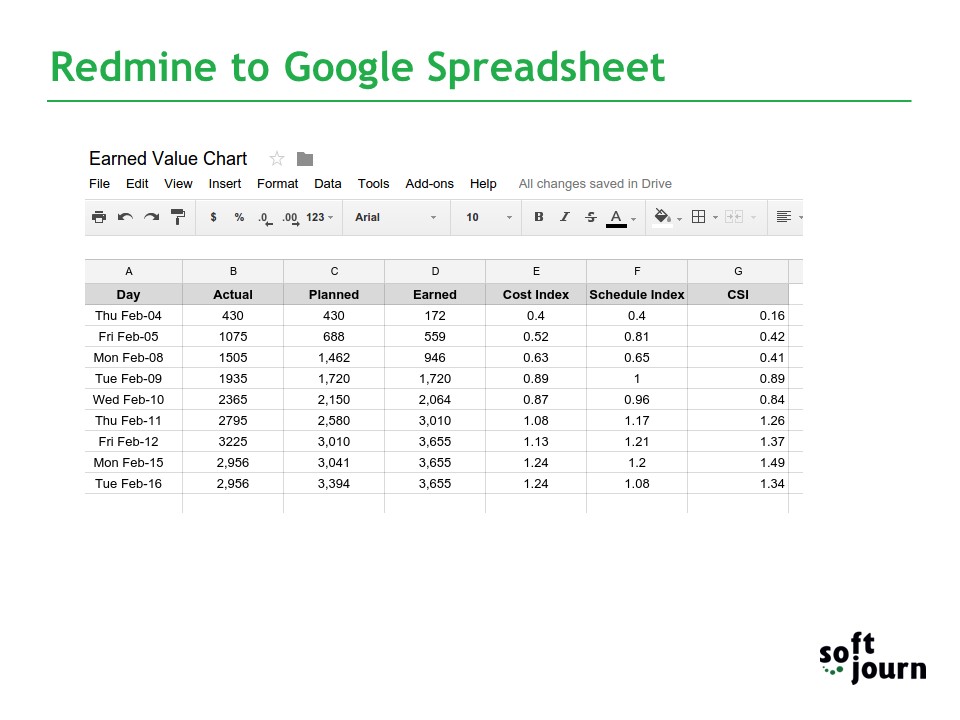 Redmine to Google Spreadsheet
Earned Value Chart
File Edit View Insert Format Data Tools Add-ons Help All changes saved in Drive
$ % .0 .00 123 Arial 10 B I S A
A B C D E F G
Day Actual Planned Earned Cost Index Schedule Index CSI
Thu Feb-04 430 430 172 0.4 0.4 0.16
Fri Feb-05 1075 688 559 0.52 0.81 0.42
Mon Feb-08 1505 1,462 946 0.63 0.65 0.41
Tue Feb-09 1935 1,720 1,720 0.89 1 0.89
Wed Feb-10 2365 2,150 2,064 0.87 0.96 0.84
Thu Feb-11 2795 2,580 3,010 1.08 1.17 1.26
Fri Feb-12 3225 3,010 3,655 1.13 1.21 1.37
Mon Feb-15 2,956 3,041 3,655 1.24 1.2 1.49
Tue Feb-16 2,956 3,394 3,655 1.24 1.08 1.34
soft
journ